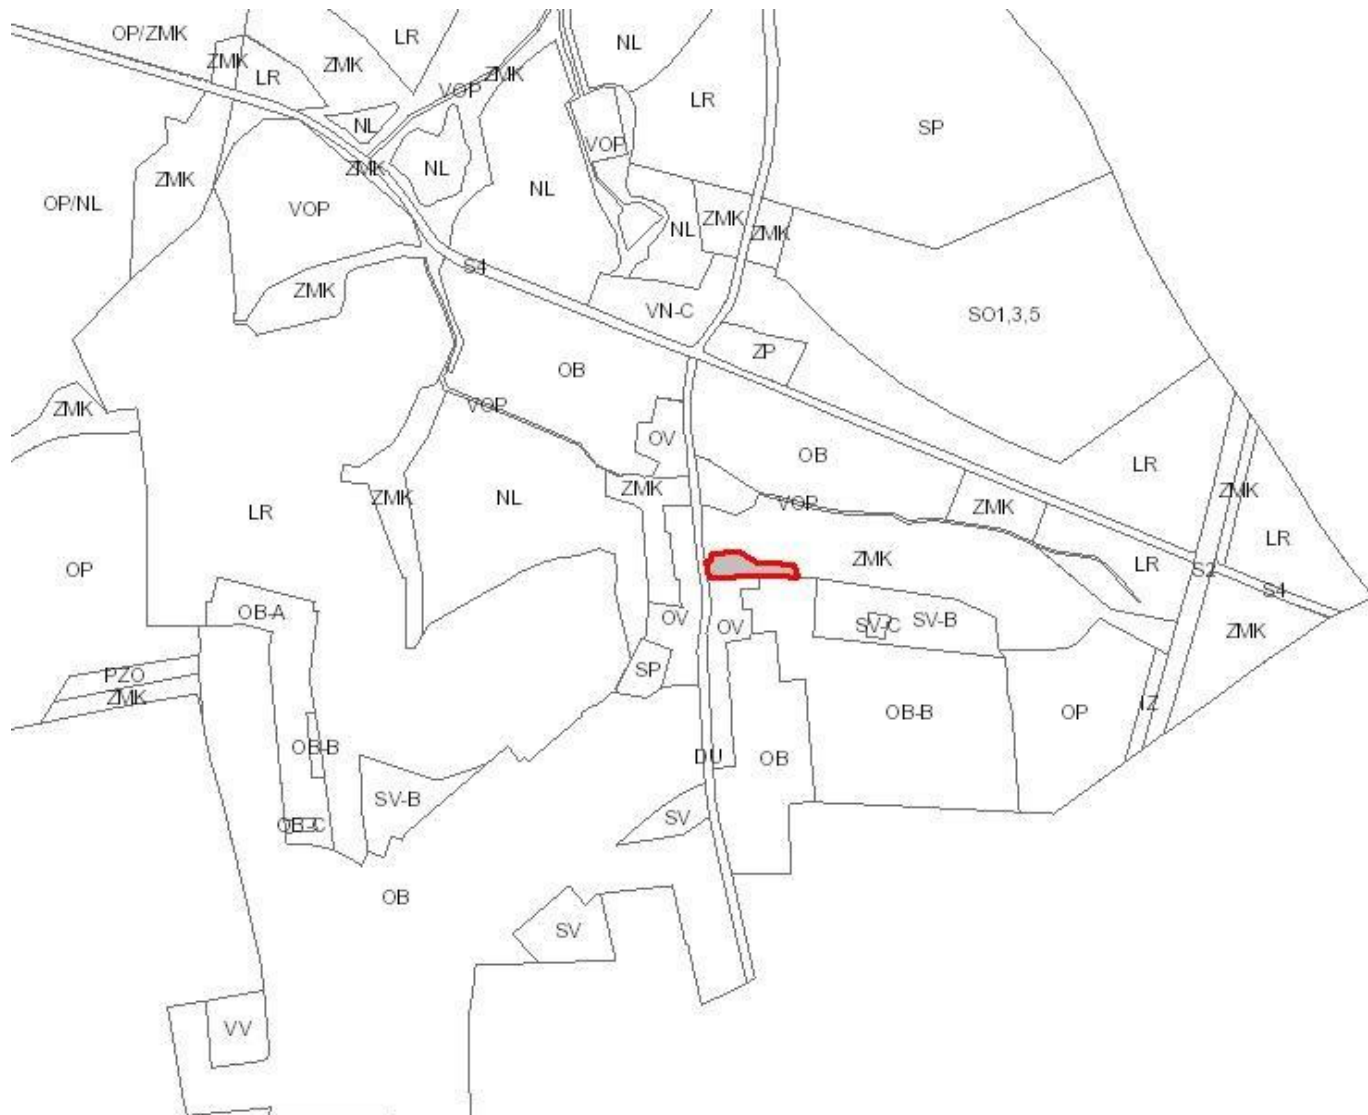 OP/ZMK
LR
NL
ZMK
ZMK
LR
ZMK
VOP
LR
SP
NL
VOP
ZMK
NL
ZMK
NL
OP/NL
VOP
ZMK
NL
ZMK
S4
ZMK
VN-C
SO1,3,5
ZP
OB
ZMK
VOP
OV
OB
LR
ZMK
ZMK
NL
ZMK
VOP
ZMK
LR
LR
ZMK
LR
OP
S2
S4
OB-A
OV
OV
SV-C
SV-B
ZMK
SP
PZO
ZMK
OB-B
OP
IZ
OB-B
DU
OB
SV-B
SV
OB-C
OB
SV
VV